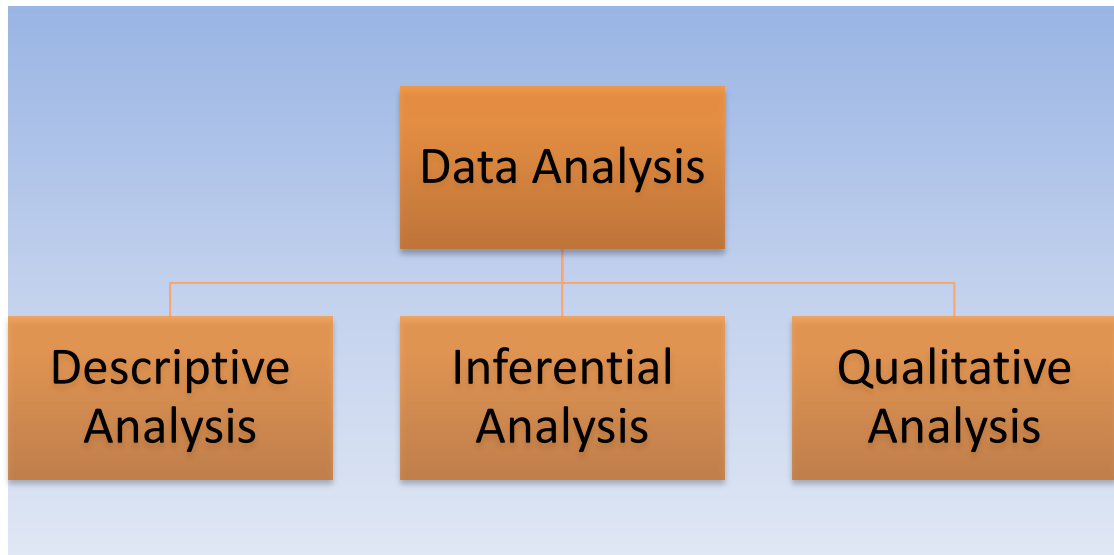 Data Analysis
Descriptive
Analysis
Inferential
Analysis
Qualitative
Analysis